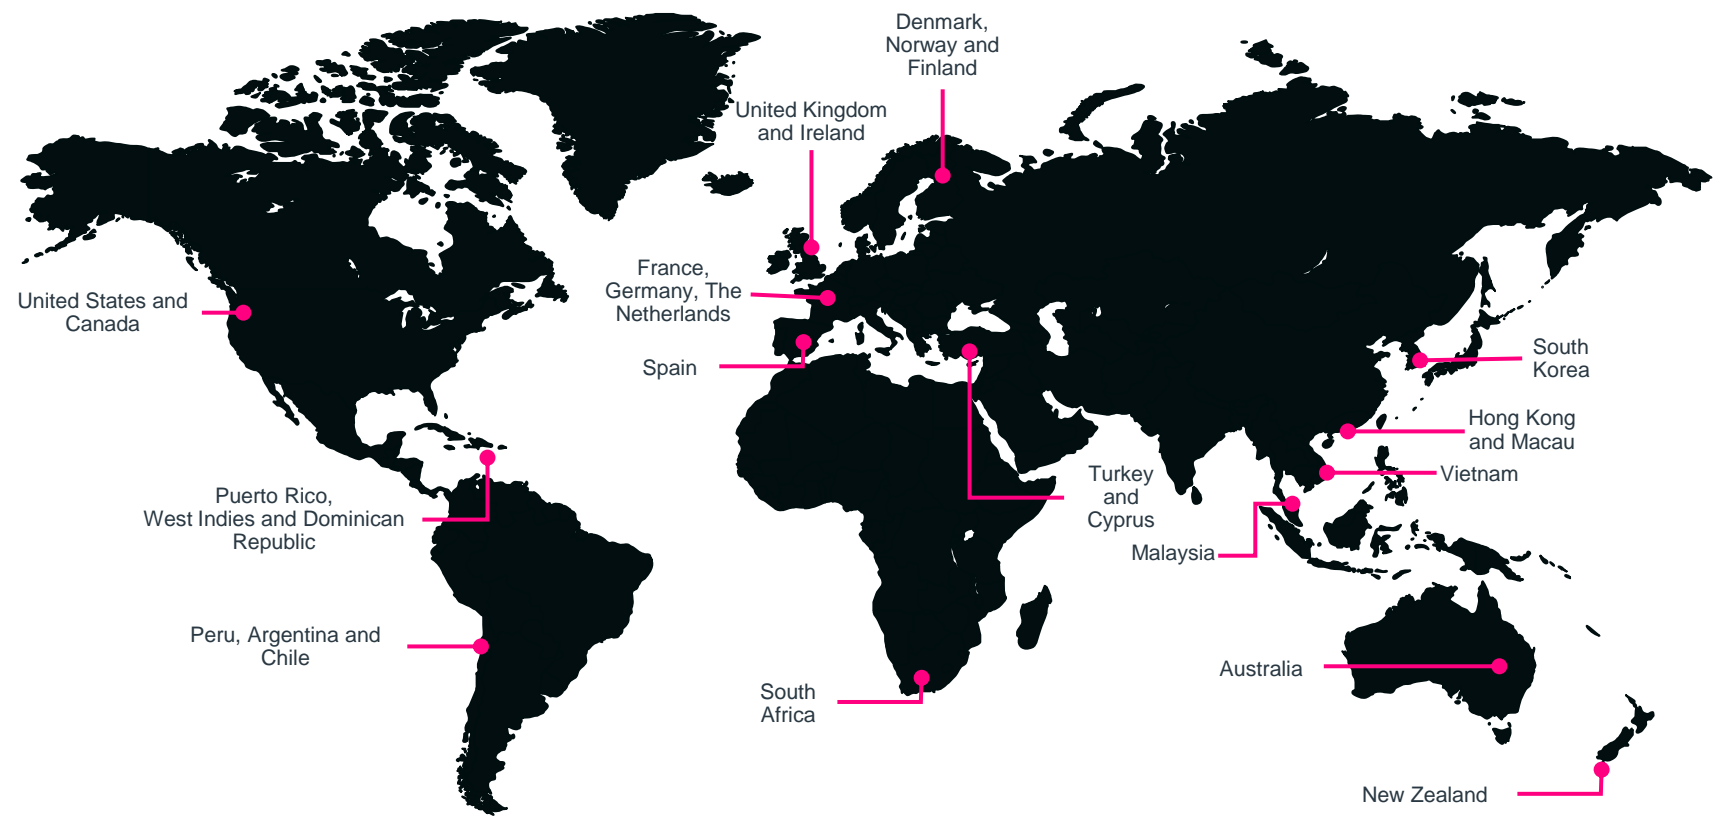 Denmark,
Norway and
Finland
United Kingdom
and Ireland
France,
Germany, The
Netherlands
United States and
Canada
Spain
South
Korea
Hong Kong
and Macau
Turkey
and
Cyprus
Vietnam
Puerto Rico,
West Indies and Dominican
Republic
Malaysia
Peru, Argentina and
Chile
Australia
South
Africa
New Zealand